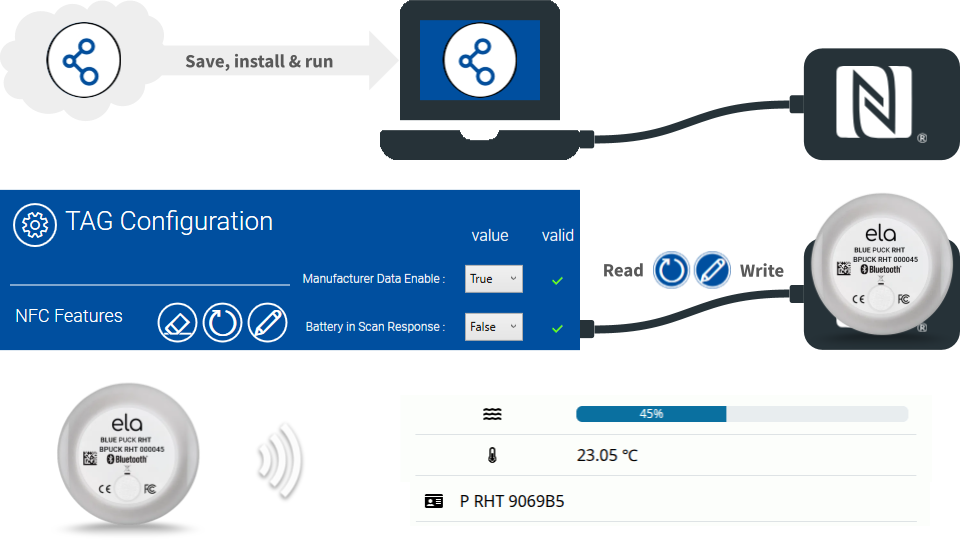 Save, install & run
®
TAG Configuration
value valid
Manufacturer Data Enable : True
NFC Features
Battery in Scan Response : False
Read Write
ela
BLUE PUCK RHT
BPUCK RHT 000045
Bluetooth®
CE FC
®
ela
BLUE PUCK RHT
BPUCK RHT 000045
Bluetooth®
CE FC
45%
23.05 °C
P RHT 9069B5